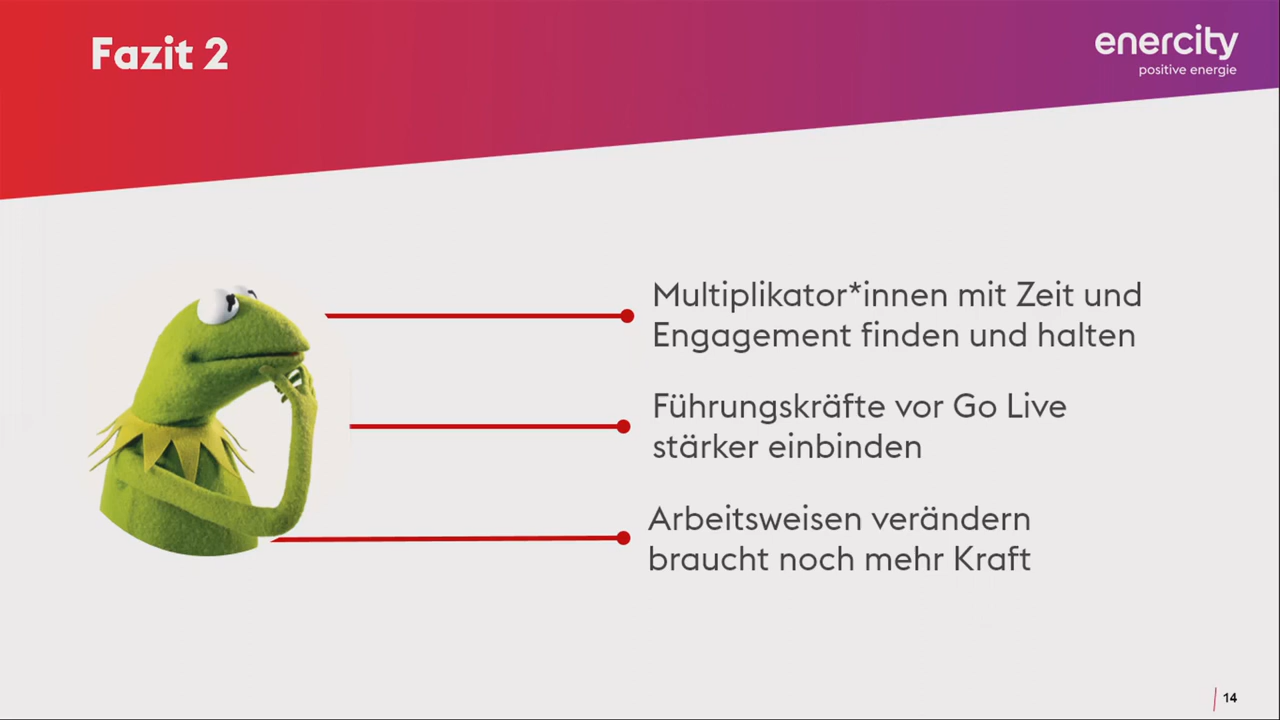 Fazit 2
enercity
positive energie
Multiplikator*innen mit Zeit und
Engagement finden und halten
Führungskräfte vor Go Live
stärker einbinden
Arbeitsweisen verändern
braucht noch mehr Kraft
14